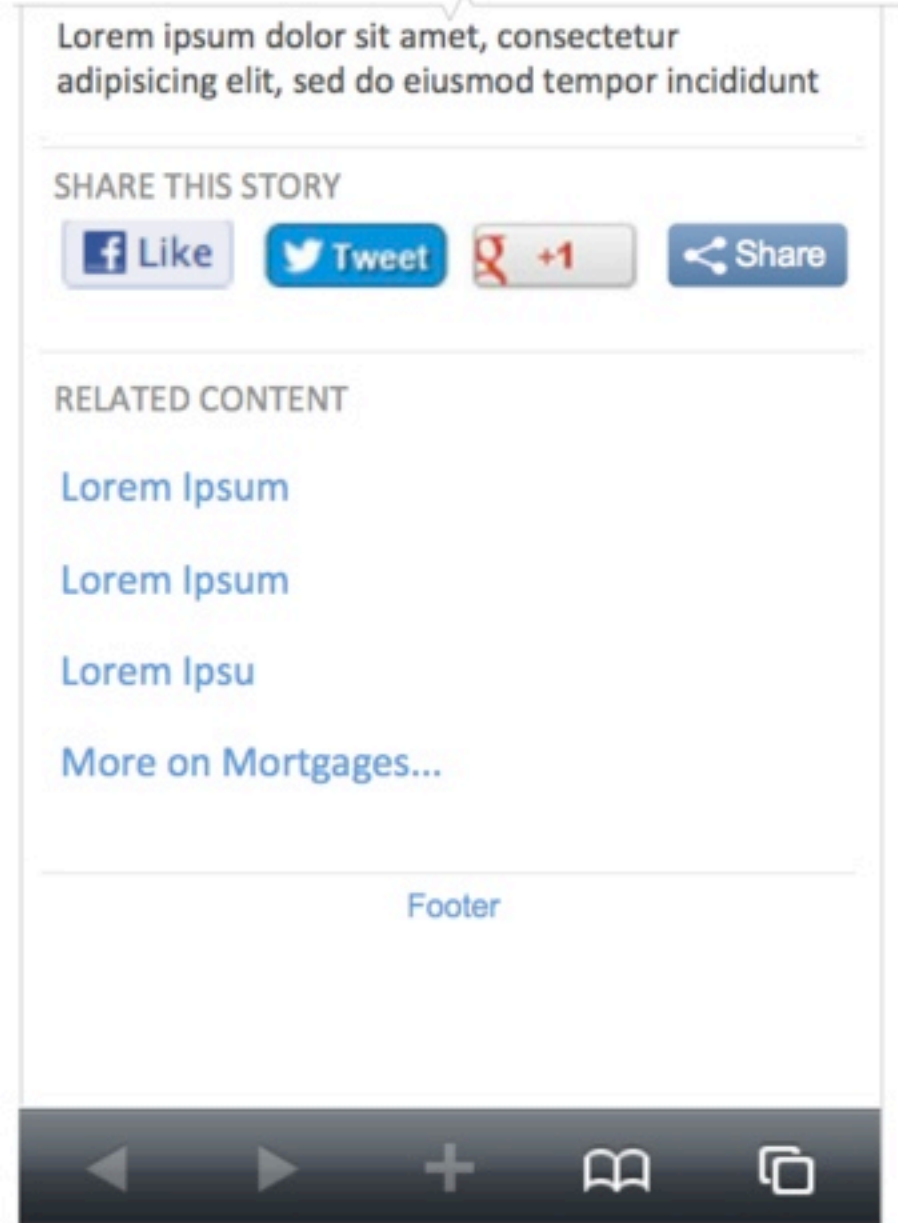 Lorem ipsum dolor sit amet, consectetur
adipisicing elit, sed do eiusmod tempor incididunt
SHARE THIS STORY
f Like Tweet g +1 Share
RELATED CONTENT
Lorem Ipsum
Lorem Ipsum
Lorem Ipsu
More on Mortgages...
Footer